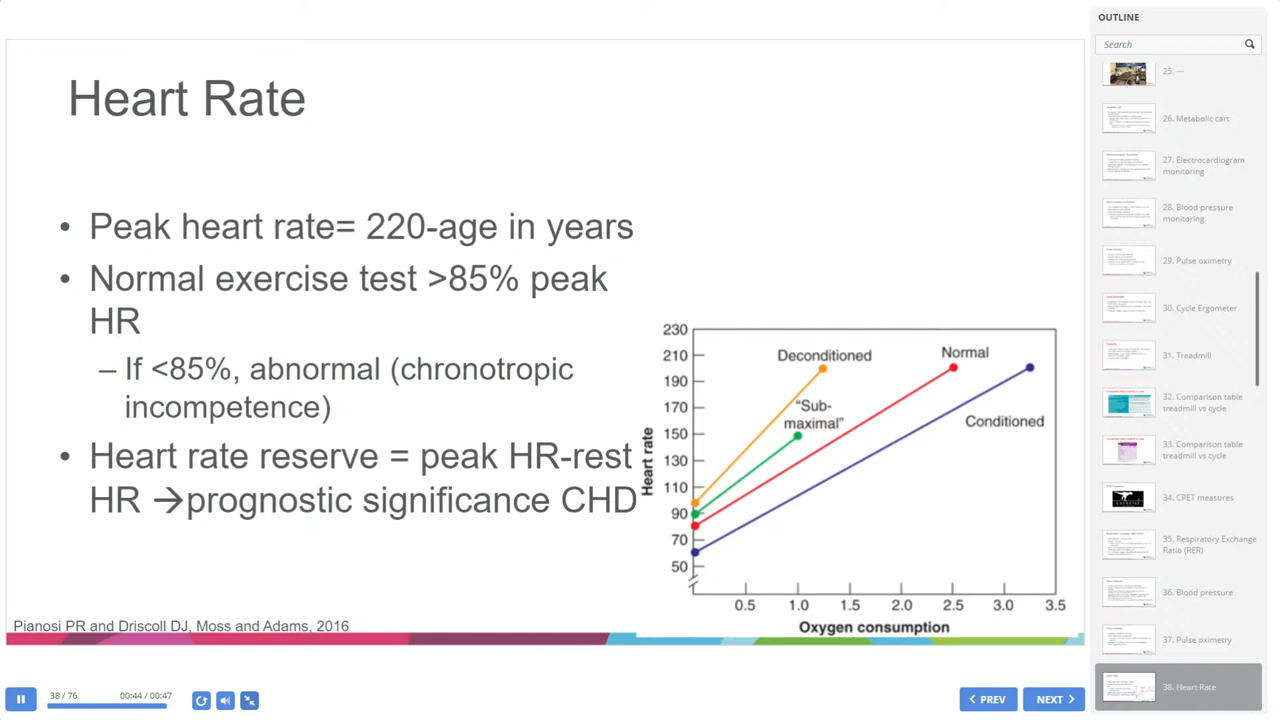 Heart Rate
• Peak heart rate= 220-age in years
• Normal exercise test >85% peak
HR
– If <85%, abnormal (chronotropic
incompetence)
• Heart rate reserve = peak HR-rest
HR →prognostic significance CHD
Pianosi PR and Driscoll DJ, Moss and Adams, 2016
Heart rate
230
210
190
170
150
130
110
90
70
50
Deconditioned
Normal
"Sub-
maximal"
Conditioned
0.5 1.0 1.5 2.0 2.5 3.0 3.5
Oxygen consumption
38 / 76
00:44 / 00:47
PREV
NEXT
OUTLINE
Search
25. ---
26. Metabolic cart
27. Electrocardiogram
monitoring
28. Blood pressure
monitoring
29. Pulse oximetry
30. Cycle Ergometer
31. Treadmill
32. Comparison table
treadmill vs cycle
33. Comparison table
treadmill vs cycle
34. CPET measures
35. Respiratory Exchange
Ratio (RER)
36. Blood pressure
37. Pulse oximetry
38. Heart Rate